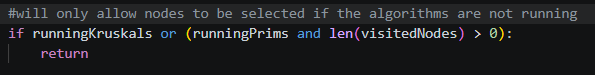 #will only allow nodes to be selected if the algorithms are not running
if runningKruskals or (runningPrims and len(visitedNodes) > 0):
    return